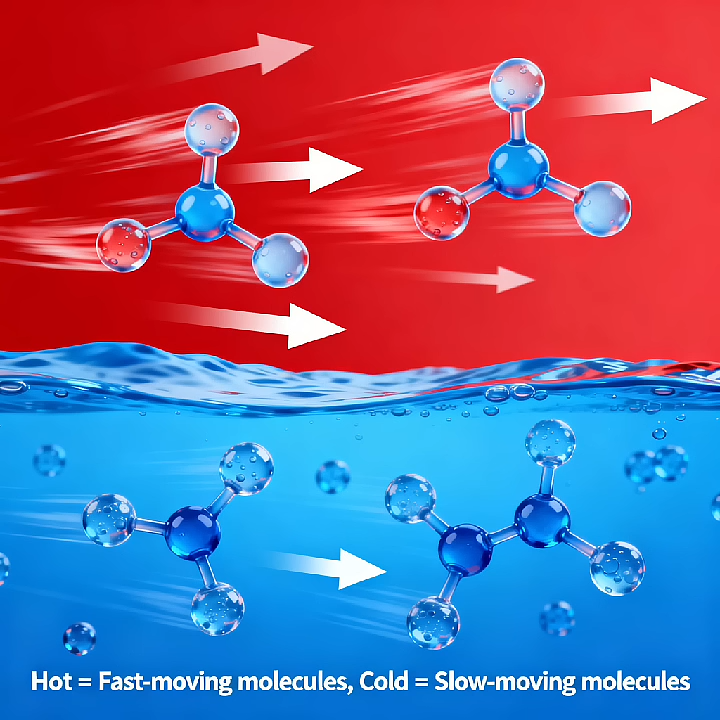 Hot = Fast-moving molecules, Cold = Slow-moving molecules